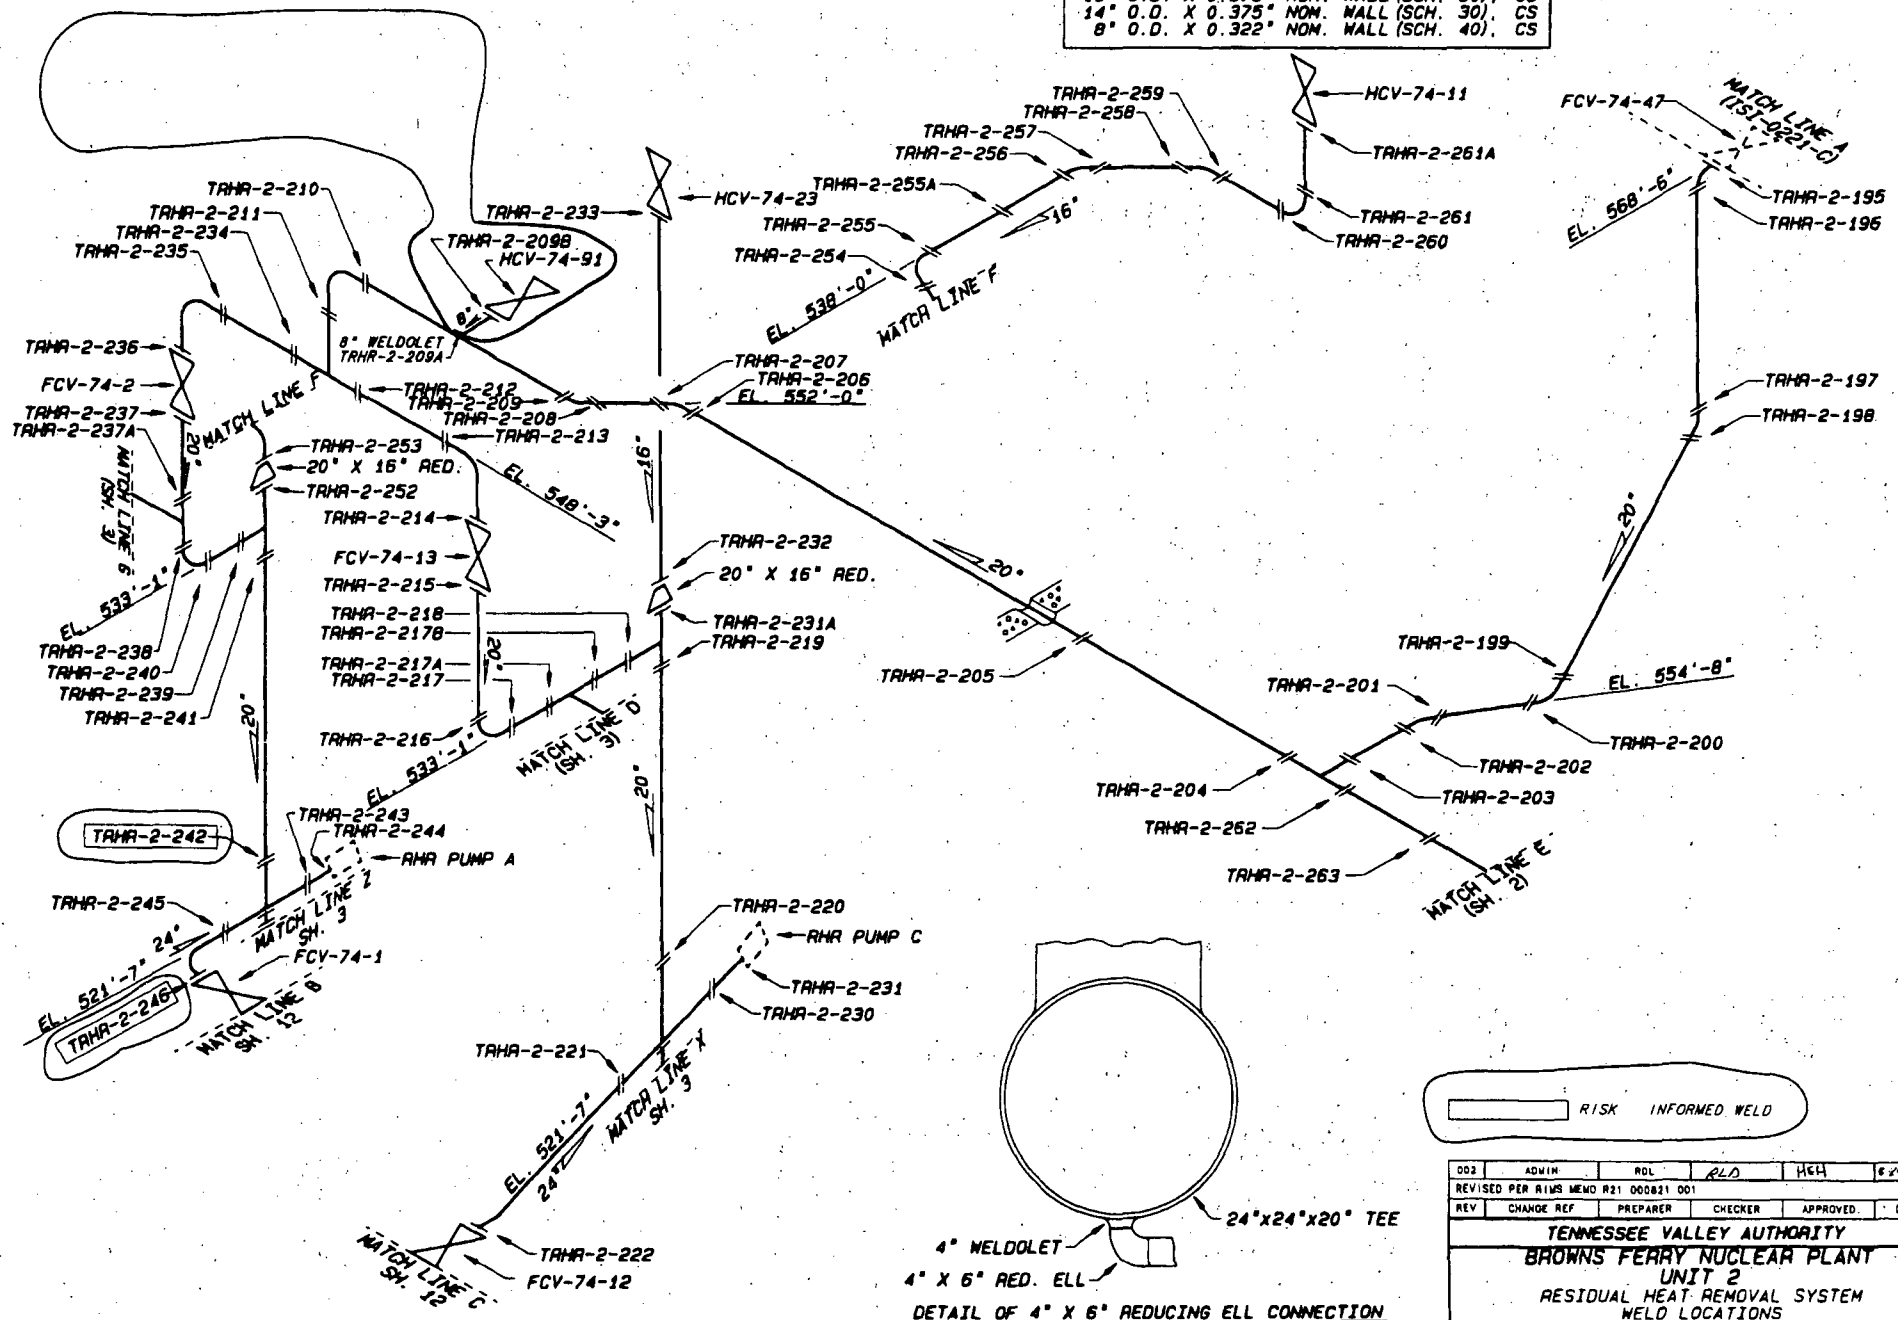 14" O.D. X 0.375" NOM. WALL (SCH. 30), CS
8" O.D. X 0.322" NOM. WALL (SCH. 40), CS
HCV-74-11
TRHR-2-259
TRHR-2-258
TRHR-2-257
TRHR-2-256
TRHR-2-255A
TRHR-2-255
TRHR-2-254
16"
TRHR-2-261A
TRHR-2-261
TRHR-2-260
EL. 538'-0"
MATCH LINE F
FCV-74-47
MATCH LINE A
(ISI-0221-C)
EL. 568'-6"
TRHR-2-195
TRHR-2-196
TRHR-2-197
TRHR-2-198
20"
TRHR-2-199
EL. 554'-8"
TRHR-2-201
TRHR-2-200
TRHR-2-202
TRHR-2-203
TRHR-2-204
TRHR-2-262
TRHR-2-263
MATCH LINE E
(SH. 2)
TRHR-2-205
20"
TRHR-2-210
TRHR-2-211
TRHR-2-234
TRHR-2-235
TRHR-2-233
HCV-74-23
TRHR-2-209B
HCV-74-91
8"
8" WELDOLET
TRHR-2-209A
TRHR-2-207
TRHR-2-206
EL. 552'-0"
TRHR-2-236
FCV-74-2
TRHR-2-237
TRHR-2-237A
20"
MATCH LINE F
MATCH LINE G
(SH. 3)
TRHR-2-212
TRHR-2-209
TRHR-2-208
TRHR-2-213
TRHR-2-253
20" X 16" RED.
TRHR-2-252
EL. 548'-3"
16"
TRHR-2-214
FCV-74-13
TRHR-2-215
TRHR-2-232
20" X 16" RED.
TRHR-2-231A
TRHR-2-219
TRHR-2-218
TRHR-2-217B
TRHR-2-217A
TRHR-2-217
20"
TRHR-2-216
EL. 533'-1"
MATCH LINE D
(SH. 3)
EL. 533'-1"
TRHR-2-238
TRHR-2-240
TRHR-2-239
TRHR-2-241
20"
20"
TRHR-2-242
TRHR-2-243
TRHR-2-244
RHR PUMP A
TRHR-2-245
MATCH LINE Z
SH. 3
24"
EL. 521'-7"
FCV-74-1
TRHR-2-246
MATCH LINE B
SH. 12
TRHR-2-220
RHR PUMP C
TRHR-2-231
TRHR-2-230
TRHR-2-221
MATCH LINE X
SH. 3
EL. 521'-7"
24"
TRHR-2-222
FCV-74-12
MATCH LINE C
SH. 12
24"x24"x20" TEE
4" WELDOLET
4" X 6" RED. ELL
DETAIL OF 4" X 6" REDUCING ELL CONNECTION
RISK INFORMED WELD
002 ADMIN RDL RLD HEH
REVISED PER RIMS MEMO R21 000821 001
REV CHANGE REF PREPARER CHECKER APPROVED
TENNESSEE VALLEY AUTHORITY
BROWNS FERRY NUCLEAR PLANT
UNIT 2
RESIDUAL HEAT REMOVAL SYSTEM
WELD LOCATIONS